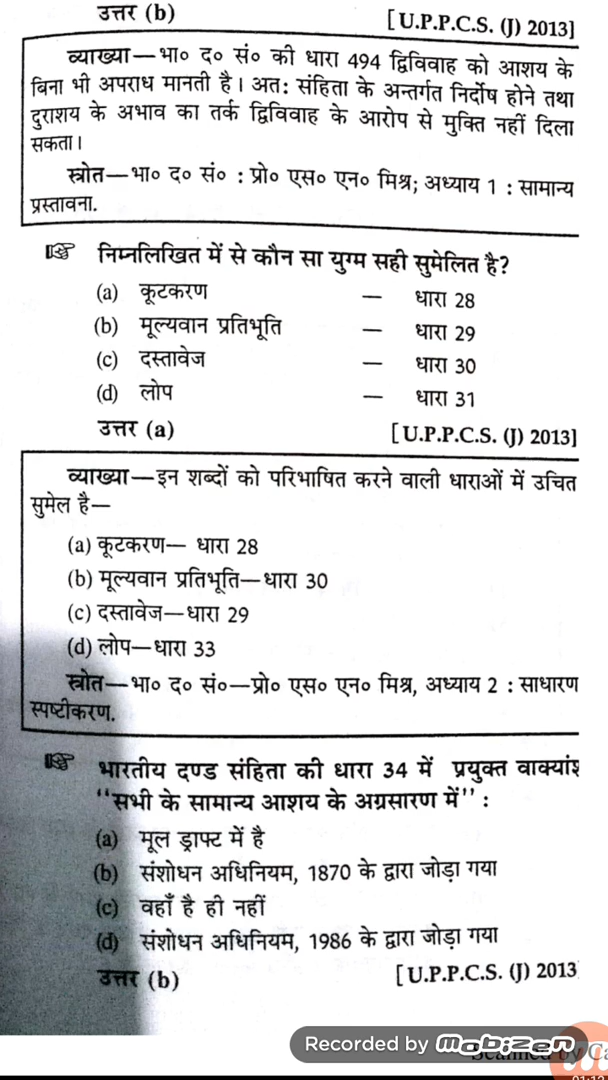 उत्तर (b) [U.P.P.C.S. (J) 2013]
व्याख्या—भा० द० सं० की धारा 494 द्विविवाह को आशय के
बिना भी अपराध मानती है। अतः संहिता के अन्तर्गत निर्दोष होने तथा
दुराशय के अभाव का तर्क द्विविवाह के आरोप से मुक्ति नहीं दिला
सकता।
स्त्रोत—भा० द० सं० : प्रो० एस० एन० मिश्र; अध्याय 1 : सामान्य
प्रस्तावना.
निम्नलिखित में से कौन सा युग्म सही सुमेलित है?
(a) कूटकरण — धारा 28
(b) मूल्यवान प्रतिभूति — धारा 29
(c) दस्तावेज — धारा 30
(d) लोप — धारा 31
उत्तर (a) [U.P.P.C.S. (J) 2013]
व्याख्या—इन शब्दों को परिभाषित करने वाली धाराओं में उचित
सुमेल है—
(a) कूटकरण— धारा 28
(b) मूल्यवान प्रतिभूति—धारा 30
(c) दस्तावेज—धारा 29
(d) लोप—धारा 33
स्त्रोत—भा० द० सं०—प्रो० एस० एन० मिश्र, अध्याय 2 : साधारण
स्पष्टीकरण.
भारतीय दण्ड संहिता की धारा 34 में प्रयुक्त वाक्यांश
‘‘सभी के सामान्य आशय के अग्रसारण में’’ :
(a) मूल ड्राफ्ट में है
(b) संशोधन अधिनियम, 1870 के द्वारा जोड़ा गया
(c) वहाँ है ही नहीं
(d) संशोधन अधिनियम, 1986 के द्वारा जोड़ा गया
उत्तर (b) [U.P.P.C.S. (J) 2013
Recorded by mobizen
Scanned by Ca